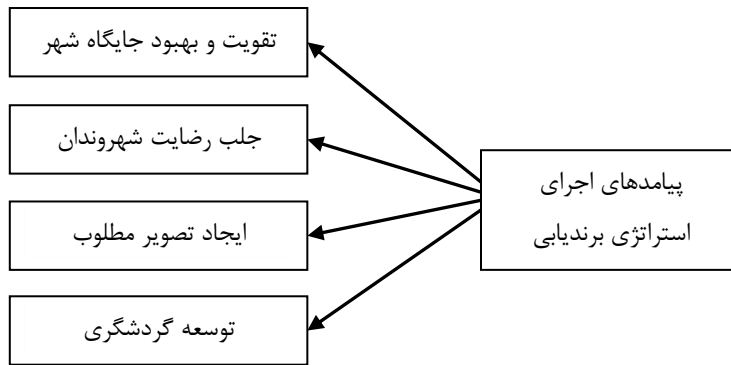 تقویت و بهبود جایگاه شهر
جلب رضایت شهروندان
پیامدهای اجرای
استراتژی برندیابی
ایجاد تصویر مطلوب
توسعه گردشگری